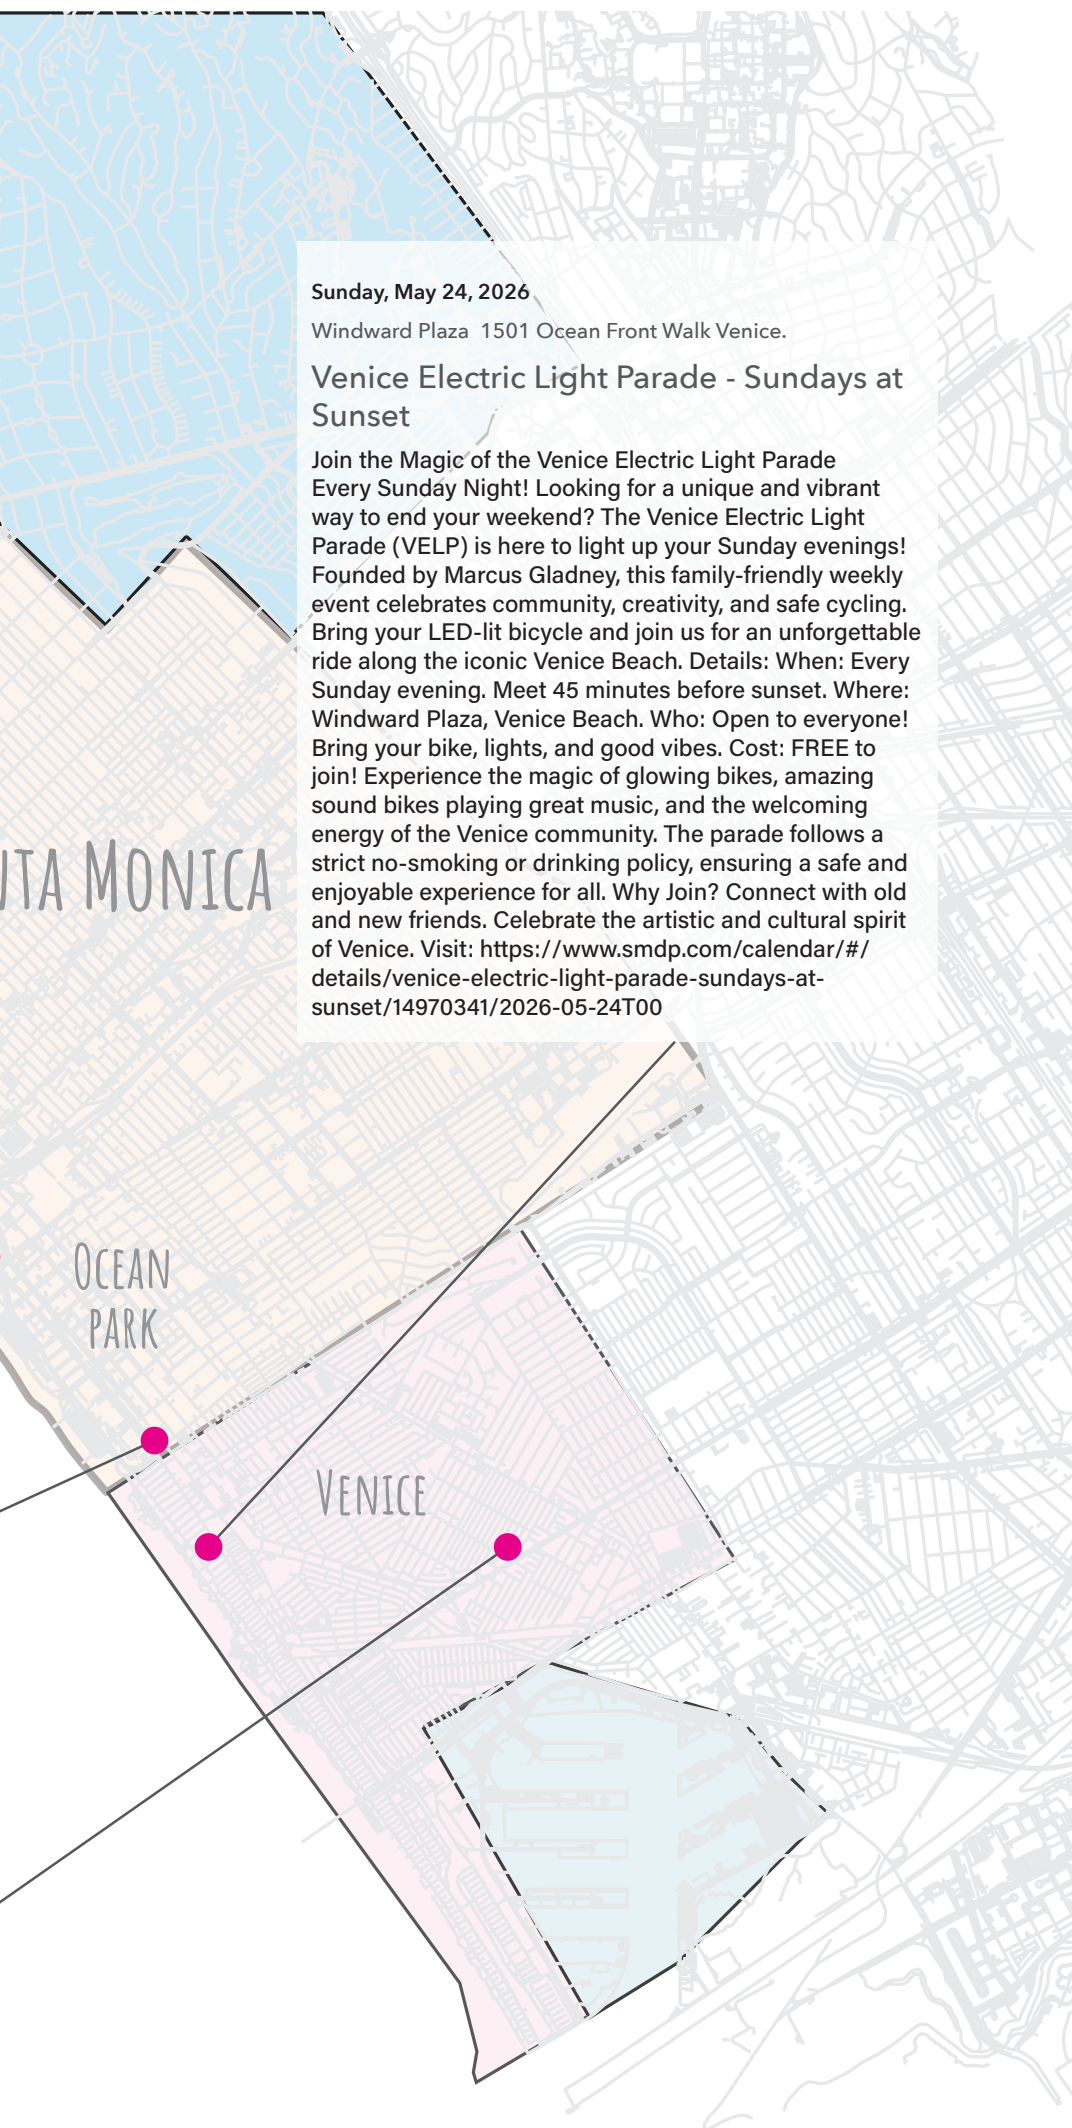 Sunday, May 24, 2026
Windward Plaza  1501 Ocean Front Walk Venice.
Venice Electric Light Parade - Sundays at
Sunset
Join the Magic of the Venice Electric Light Parade
Every Sunday Night! Looking for a unique and vibrant
way to end your weekend? The Venice Electric Light
Parade (VELP) is here to light up your Sunday evenings!
Founded by Marcus Gladney, this family-friendly weekly
event celebrates community, creativity, and safe cycling.
Bring your LED-lit bicycle and join us for an unforgettable
ride along the iconic Venice Beach. Details: When: Every
Sunday evening. Meet 45 minutes before sunset. Where:
Windward Plaza, Venice Beach. Who: Open to everyone!
Bring your bike, lights, and good vibes. Cost: FREE to
join! Experience the magic of glowing bikes, amazing
sound bikes playing great music, and the welcoming
energy of the Venice community. The parade follows a
strict no-smoking or drinking policy, ensuring a safe and
enjoyable experience for all. Why Join? Connect with old
and new friends. Celebrate the artistic and cultural spirit
of Venice. Visit: https://www.smdp.com/calendar/#/
details/venice-electric-light-parade-sundays-at-
sunset/14970341/2026-05-24T00
TA MONICA
OCEAN
PARK
VENICE